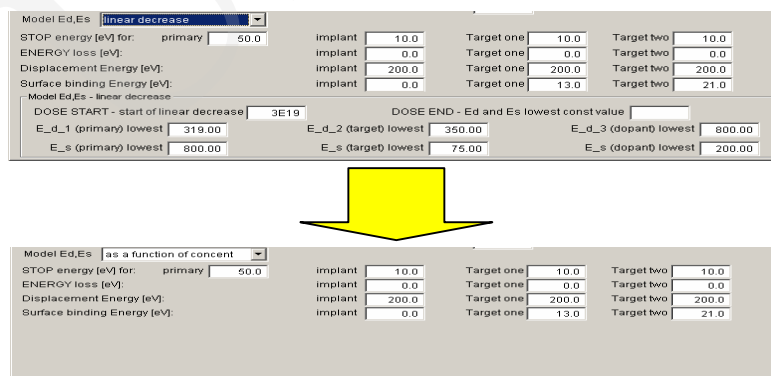 Model Ed,Es linear decrease
STOP energy [eV] for: primary 50.0 implant 10.0 Target one 10.0 Target two 10.0
ENERGY loss [eV]: implant 0.0 Target one 0.0 Target two 0.0
Displacement Energy [eV]: implant 200.0 Target one 200.0 Target two 200.0
Surface binding Energy [eV]: implant 0.0 Target one 13.0 Target two 21.0
Model Ed,Es - linear decrease
DOSE START - start of linear decrease 3E19 DOSE END - Ed and Es lowest const value
E_d_1 (primary) lowest 319.00 E_d_2 (target) lowest 350.00 E_d_3 (dopant) lowest 800.00
E_s (primary) lowest 800.00 E_s (target) lowest 75.00 E_s (dopant) lowest 200.00
Model Ed,Es as a function of concent
STOP energy [eV] for: primary 50.0 implant 10.0 Target one 10.0 Target two 10.0
ENERGY loss [eV]: implant 0.0 Target one 0.0 Target two 0.0
Displacement Energy [eV]: implant 200.0 Target one 200.0 Target two 200.0
Surface binding Energy [eV]: implant 0.0 Target one 13.0 Target two 21.0